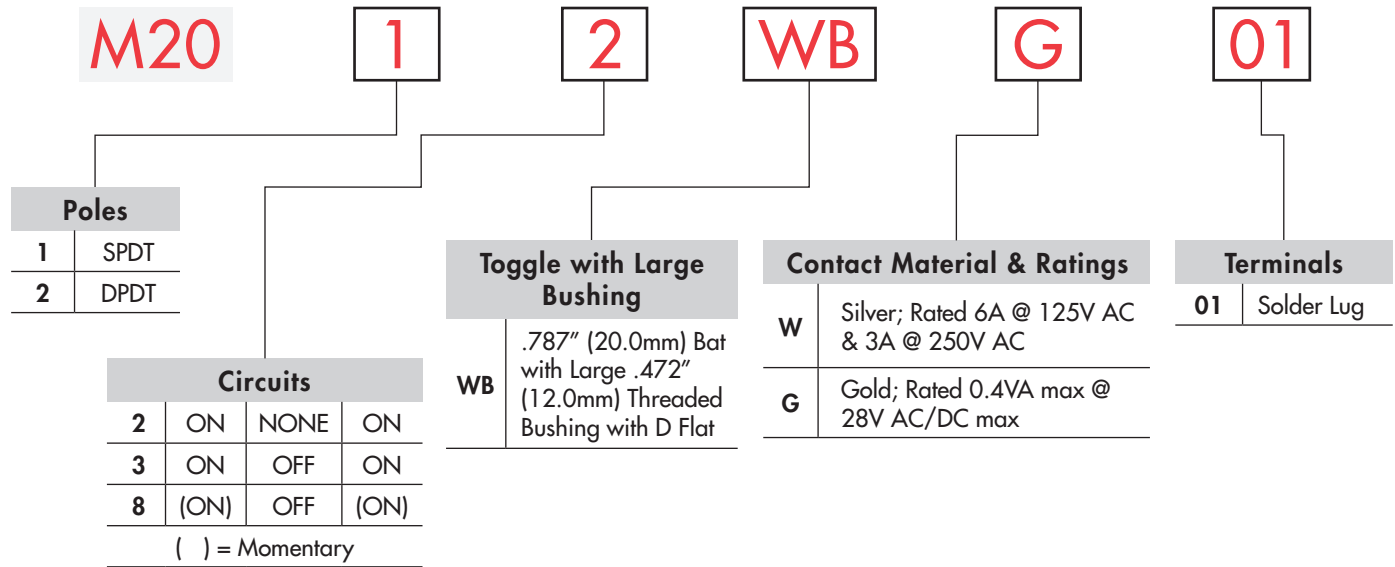 M20 1 2 WB G 01
Poles
1 SPDT
2 DPDT
Circuits
2 ON NONE ON
3 ON OFF ON
8 (ON) OFF (ON)
( ) = Momentary
Toggle with Large
Bushing
WB .787" (20.0mm) Bat
with Large .472"
(12.0mm) Threaded
Bushing with D Flat
Contact Material & Ratings
W Silver; Rated 6A @ 125V AC
& 3A @ 250V AC
G Gold; Rated 0.4VA max @
28V AC/DC max
Terminals
01 Solder Lug